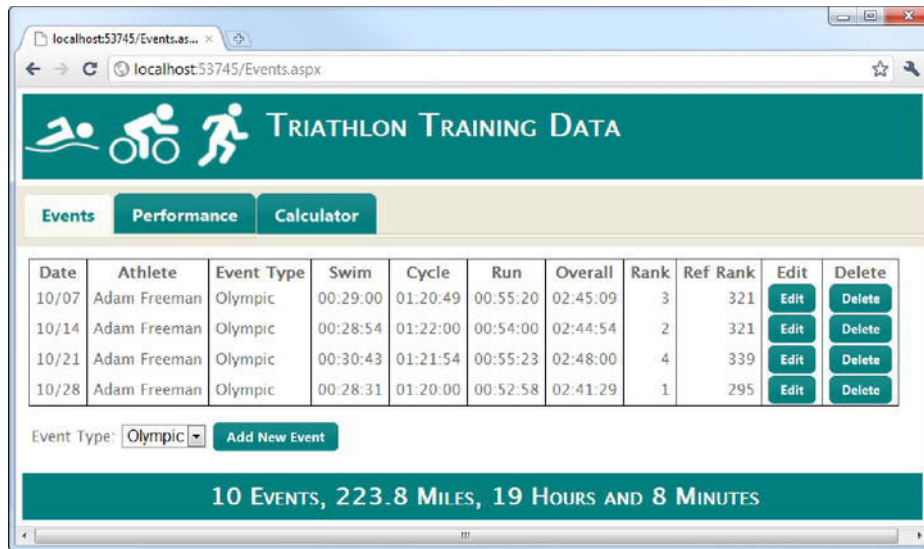 localhost:53745/Events.as...
localhost:53745/Events.aspx
TRIATHLON TRAINING DATA
Events Performance Calculator
Date Athlete Event Type Swim Cycle Run Overall Rank Ref Rank Edit Delete
10/07 Adam Freeman Olympic 00:29:00 01:20:49 00:55:20 02:45:09 3 321 Edit Delete
10/14 Adam Freeman Olympic 00:28:54 01:22:00 00:54:00 02:44:54 2 321 Edit Delete
10/21 Adam Freeman Olympic 00:30:43 01:21:54 00:55:23 02:48:00 4 339 Edit Delete
10/28 Adam Freeman Olympic 00:28:31 01:20:00 00:52:58 02:41:29 1 295 Edit Delete
Event Type: Olympic Add New Event
10 EVENTS, 223.8 MILES, 19 HOURS AND 8 MINUTES